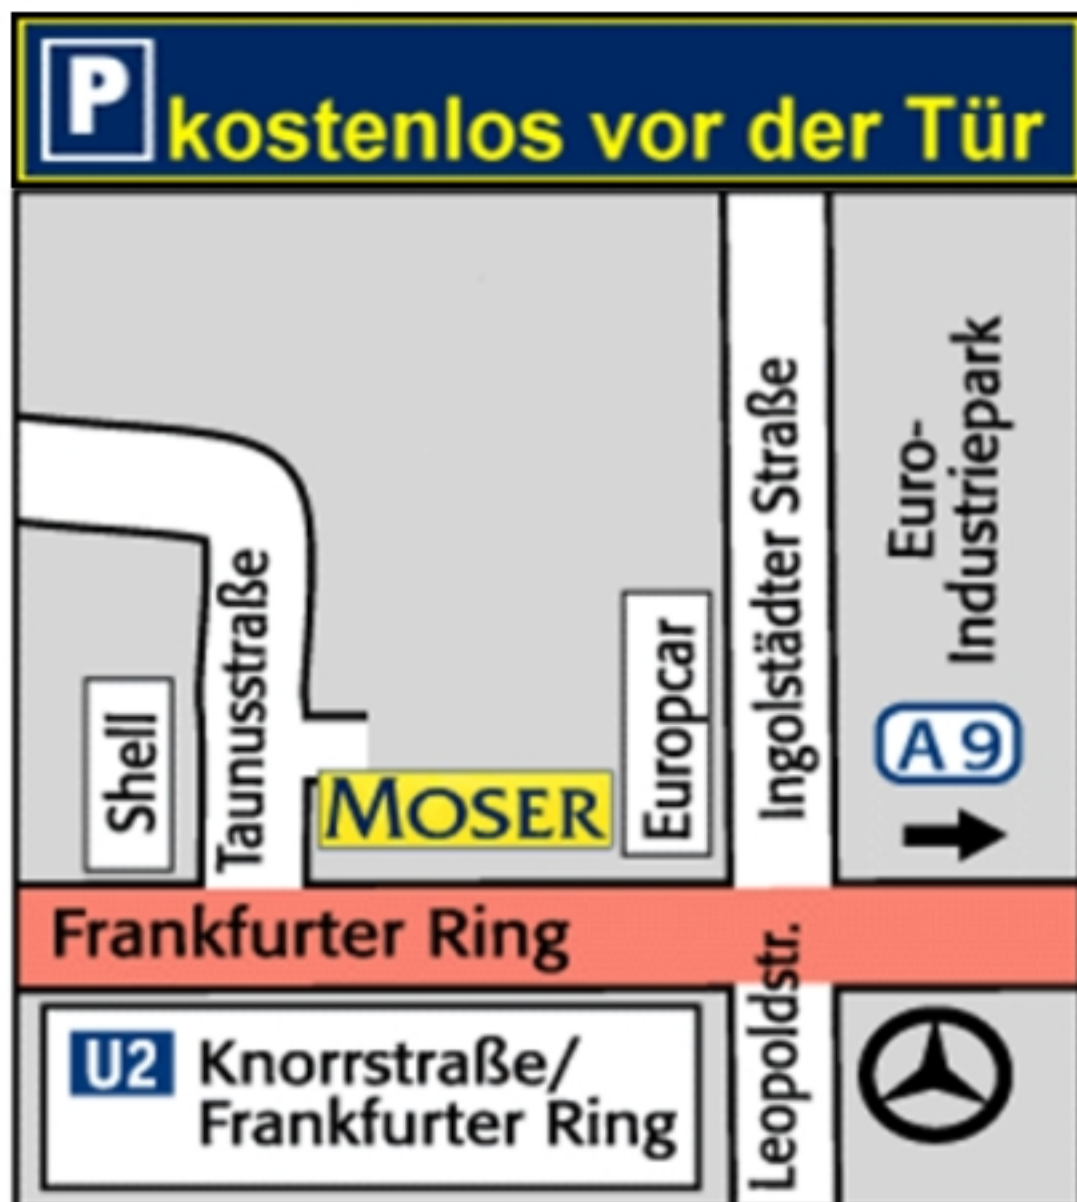 P
kostenlos vor der Tür
Euro-
Industriepark
Ingolstädter Straße
Taunusstraße
Europcar
Shell
A 9
MOSER
Frankfurter Ring
Leopoldstr.
U2 Knorrstraße/
Frankfurter Ring